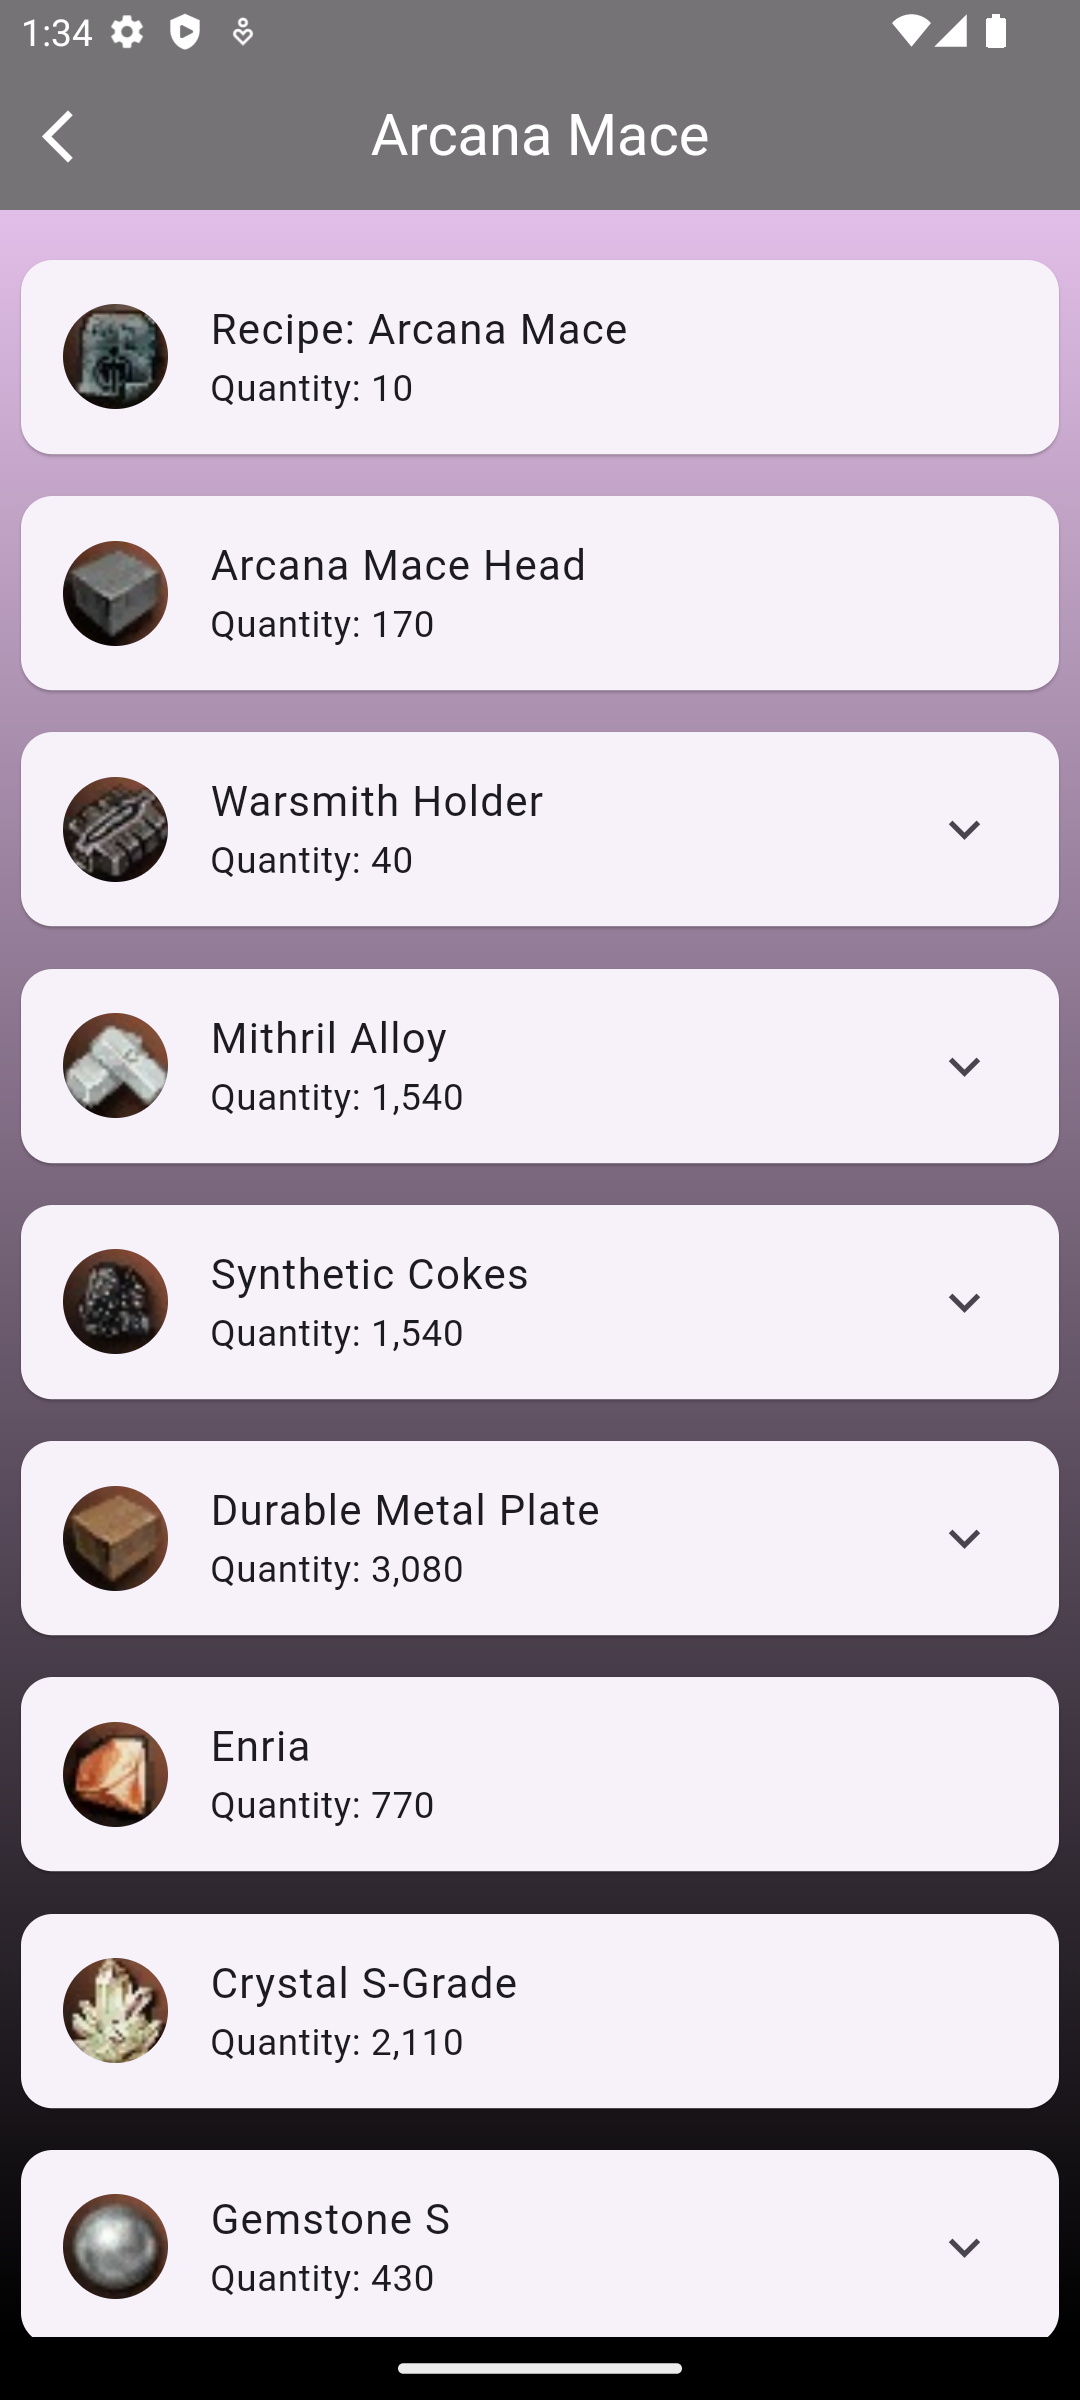 1:34
Arcana Mace
Recipe: Arcana Mace
Quantity: 10
Arcana Mace Head
Quantity: 170
Warsmith Holder
Quantity: 40
Mithril Alloy
Quantity: 1,540
Synthetic Cokes
Quantity: 1,540
Durable Metal Plate
Quantity: 3,080
Enria
Quantity: 770
Crystal S-Grade
Quantity: 2,110
Gemstone S
Quantity: 430